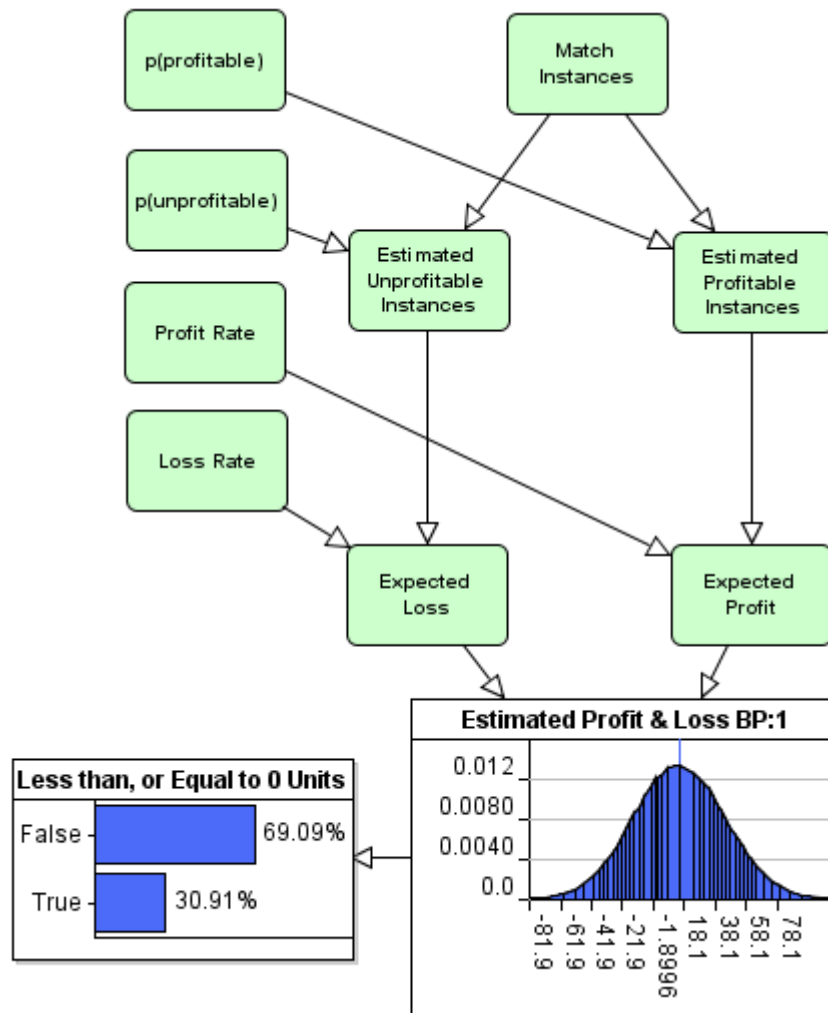 p(profitable)
Match
Instances
p(unprofitable)
Estimated
Unprofitable
Instances
Estimated
Profitable
Instances
Profit Rate
Loss Rate
Expected
Loss
Expected
Profit
Estimated Profit & Loss BP:1
0.012
0.0080
0.0040
0.0
-81.9
-61.9
-41.9
-21.9
-1.8996
18.1
38.1
58.1
78.1
Less than, or Equal to 0 Units
False
69.09%
True
30.91%